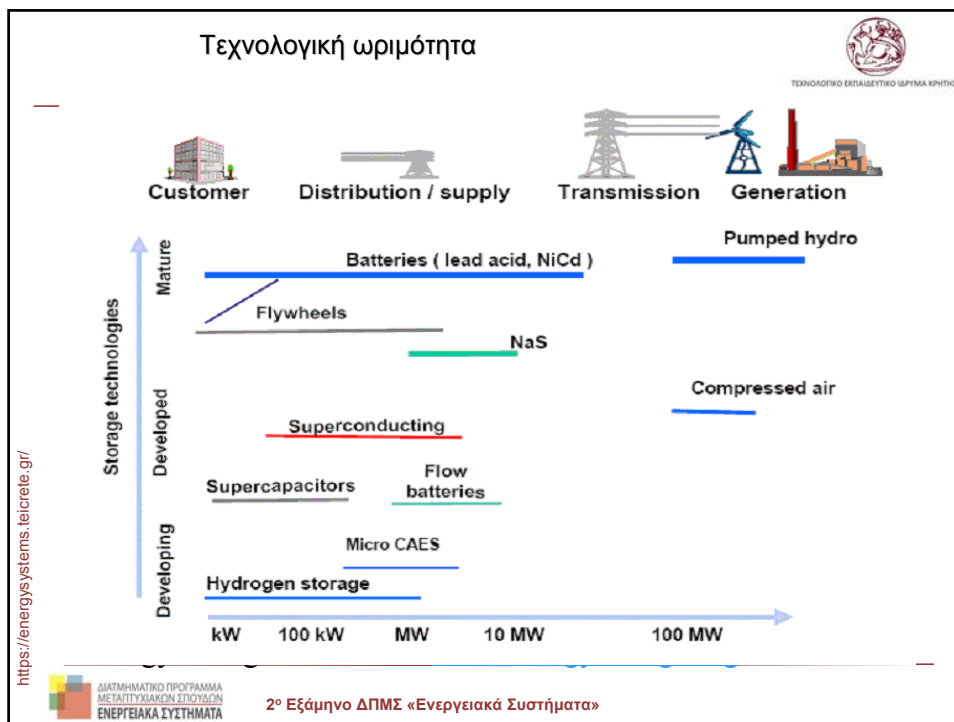 Τεχνολογική ωριμότητα
ΤΕΧΝΟΛΟΓΙΚΟ ΕΚΠΑΙΔΕΥΤΙΚΟ ΙΔΡΥΜΑ ΚΡΗΤΗΣ
Customer
Distribution / supply
Transmission
Generation
Storage technologies
Mature
Developed
Developing
Pumped hydro
Batteries ( lead acid, NiCd )
Flywheels
NaS
Compressed air
Superconducting
Supercapacitors
Flow
batteries
Micro CAES
Hydrogen storage
kW
100 kW
MW
10 MW
100 MW
https://energysystems.teicrete.gr/
ΔΙΑΤΜΗΜΑΤΙΚΟ ΠΡΟΓΡΑΜΜΑ
ΜΕΤΑΠΤΥΧΙΑΚΩΝ ΣΠΟΥΔΩΝ
ΕΝΕΡΓΕΙΑΚΑ ΣΥΣΤΗΜΑΤΑ
2ο Εξάμηνο ΔΠΜΣ «Ενεργειακά Συστήματα»